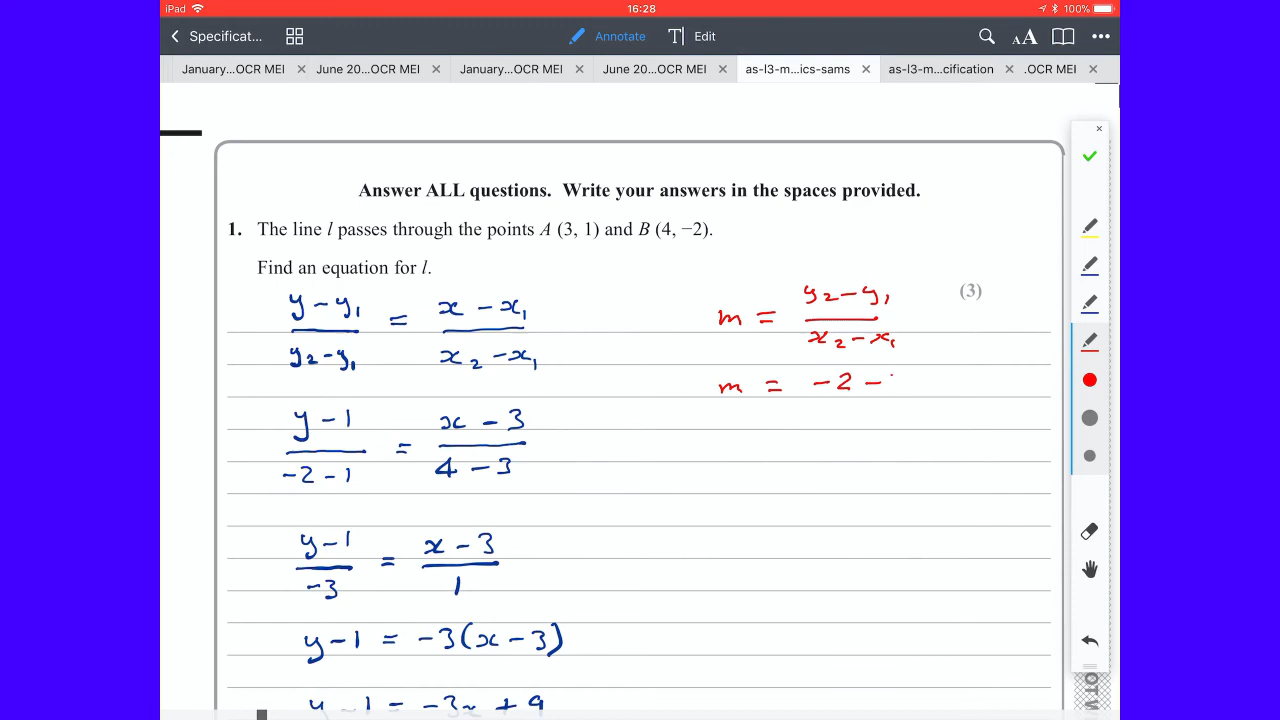 iPad 16:28 100%
Specificat... Annotate T Edit AA
January...OCR MEI × June 20...OCR MEI × January...OCR MEI × June 20...OCR MEI × as-l3-m...ics-sams × as-l3-m...cification × .OCR MEI ×
Answer ALL questions. Write your answers in the spaces provided.
1. The line l passes through the points A (3, 1) and B (4, −2).
Find an equation for l.
(3)
y − y₁ / y₂ − y₁ = x − x₁ / x₂ − x₁
y − 1 / −2 − 1 = x − 3 / 4 − 3
y − 1 / −3 = x − 3 / 1
y − 1 = −3(x − 3)
y − 1 = −3x + 9
m = y₂ − y₁ / x₂ − x₁
m = −2 −